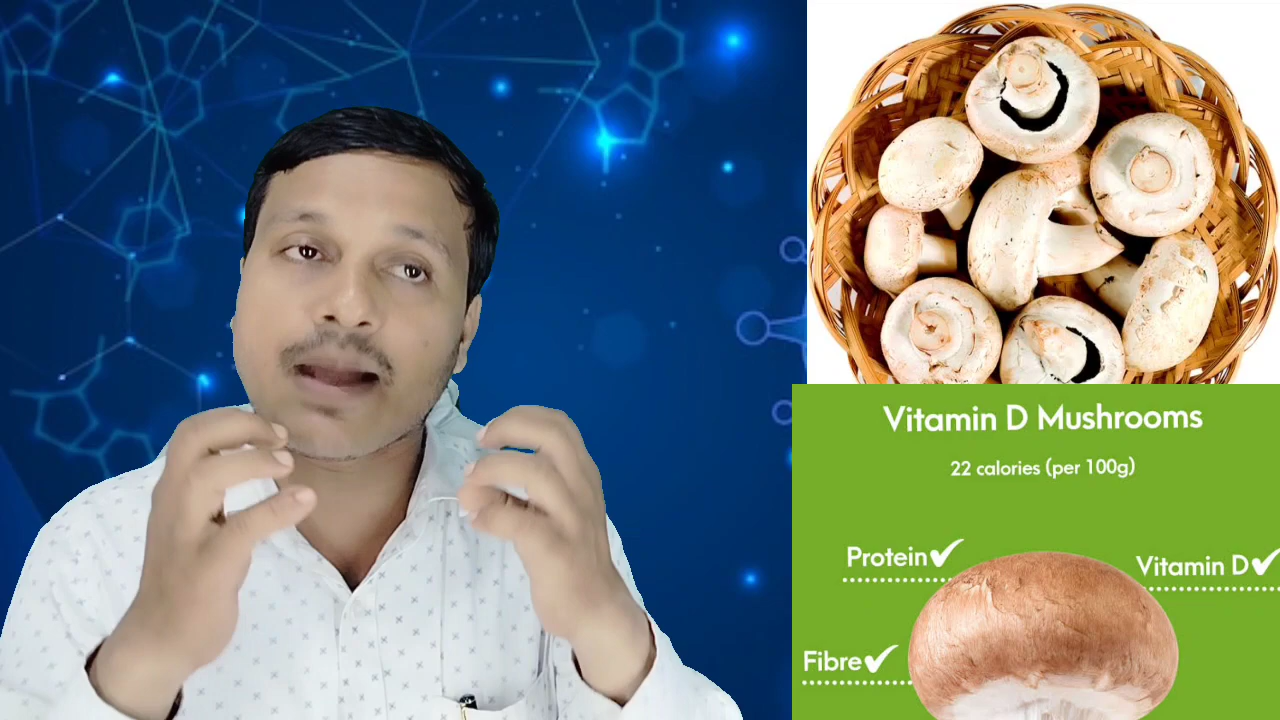 Vitamin D Mushrooms
22 calories (per 100g)
Protein✔
Vitamin D✔
Fibre✔